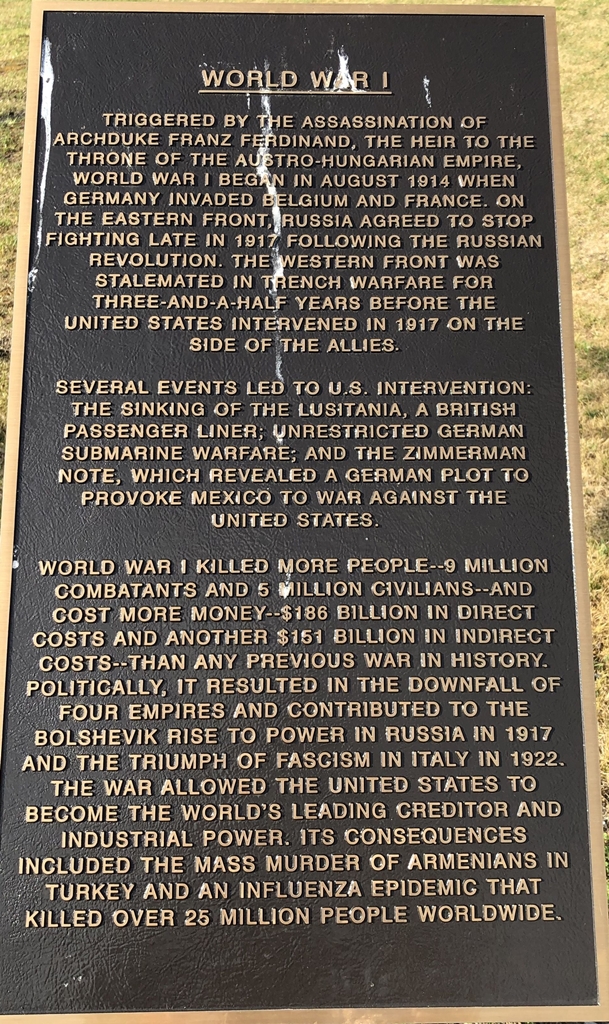 WORLD WAR I
TRIGGERED BY THE ASSASSINATION OF
ARCHDUKE FRANZ FERDINAND, THE HEIR TO THE
THRONE OF THE AUSTRO-HUNGARIAN EMPIRE,
WORLD WAR I BEGAN IN AUGUST 1914 WHEN
GERMANY INVADED BELGIUM AND FRANCE. ON
THE EASTERN FRONT, RUSSIA AGREED TO STOP
FIGHTING LATE IN 1917 FOLLOWING THE RUSSIAN
REVOLUTION. THE WESTERN FRONT WAS
STALEMATED IN TRENCH WARFARE FOR
THREE-AND-A-HALF YEARS BEFORE THE
UNITED STATES INTERVENED IN 1917 ON THE
SIDE OF THE ALLIES.
SEVERAL EVENTS LED TO U.S. INTERVENTION:
THE SINKING OF THE LUSITANIA, A BRITISH
PASSENGER LINER; UNRESTRICTED GERMAN
SUBMARINE WARFARE; AND THE ZIMMERMAN
NOTE, WHICH REVEALED A GERMAN PLOT TO
PROVOKE MEXICO TO WAR AGAINST THE
UNITED STATES.
WORLD WAR I KILLED MORE PEOPLE--9 MILLION
COMBATANTS AND 5 MILLION CIVILIANS--AND
COST MORE MONEY--$186 BILLION IN DIRECT
COSTS AND ANOTHER $151 BILLION IN INDIRECT
COSTS--THAN ANY PREVIOUS WAR IN HISTORY.
POLITICALLY, IT RESULTED IN THE DOWNFALL OF
FOUR EMPIRES AND CONTRIBUTED TO THE
BOLSHEVIK RISE TO POWER IN RUSSIA IN 1917
AND THE TRIUMPH OF FASCISM IN ITALY IN 1922.
THE WAR ALLOWED THE UNITED STATES TO
BECOME THE WORLD'S LEADING CREDITOR AND
INDUSTRIAL POWER. ITS CONSEQUENCES
INCLUDED THE MASS MURDER OF ARMENIANS IN
TURKEY AND AN INFLUENZA EPIDEMIC THAT
KILLED OVER 25 MILLION PEOPLE WORLDWIDE.